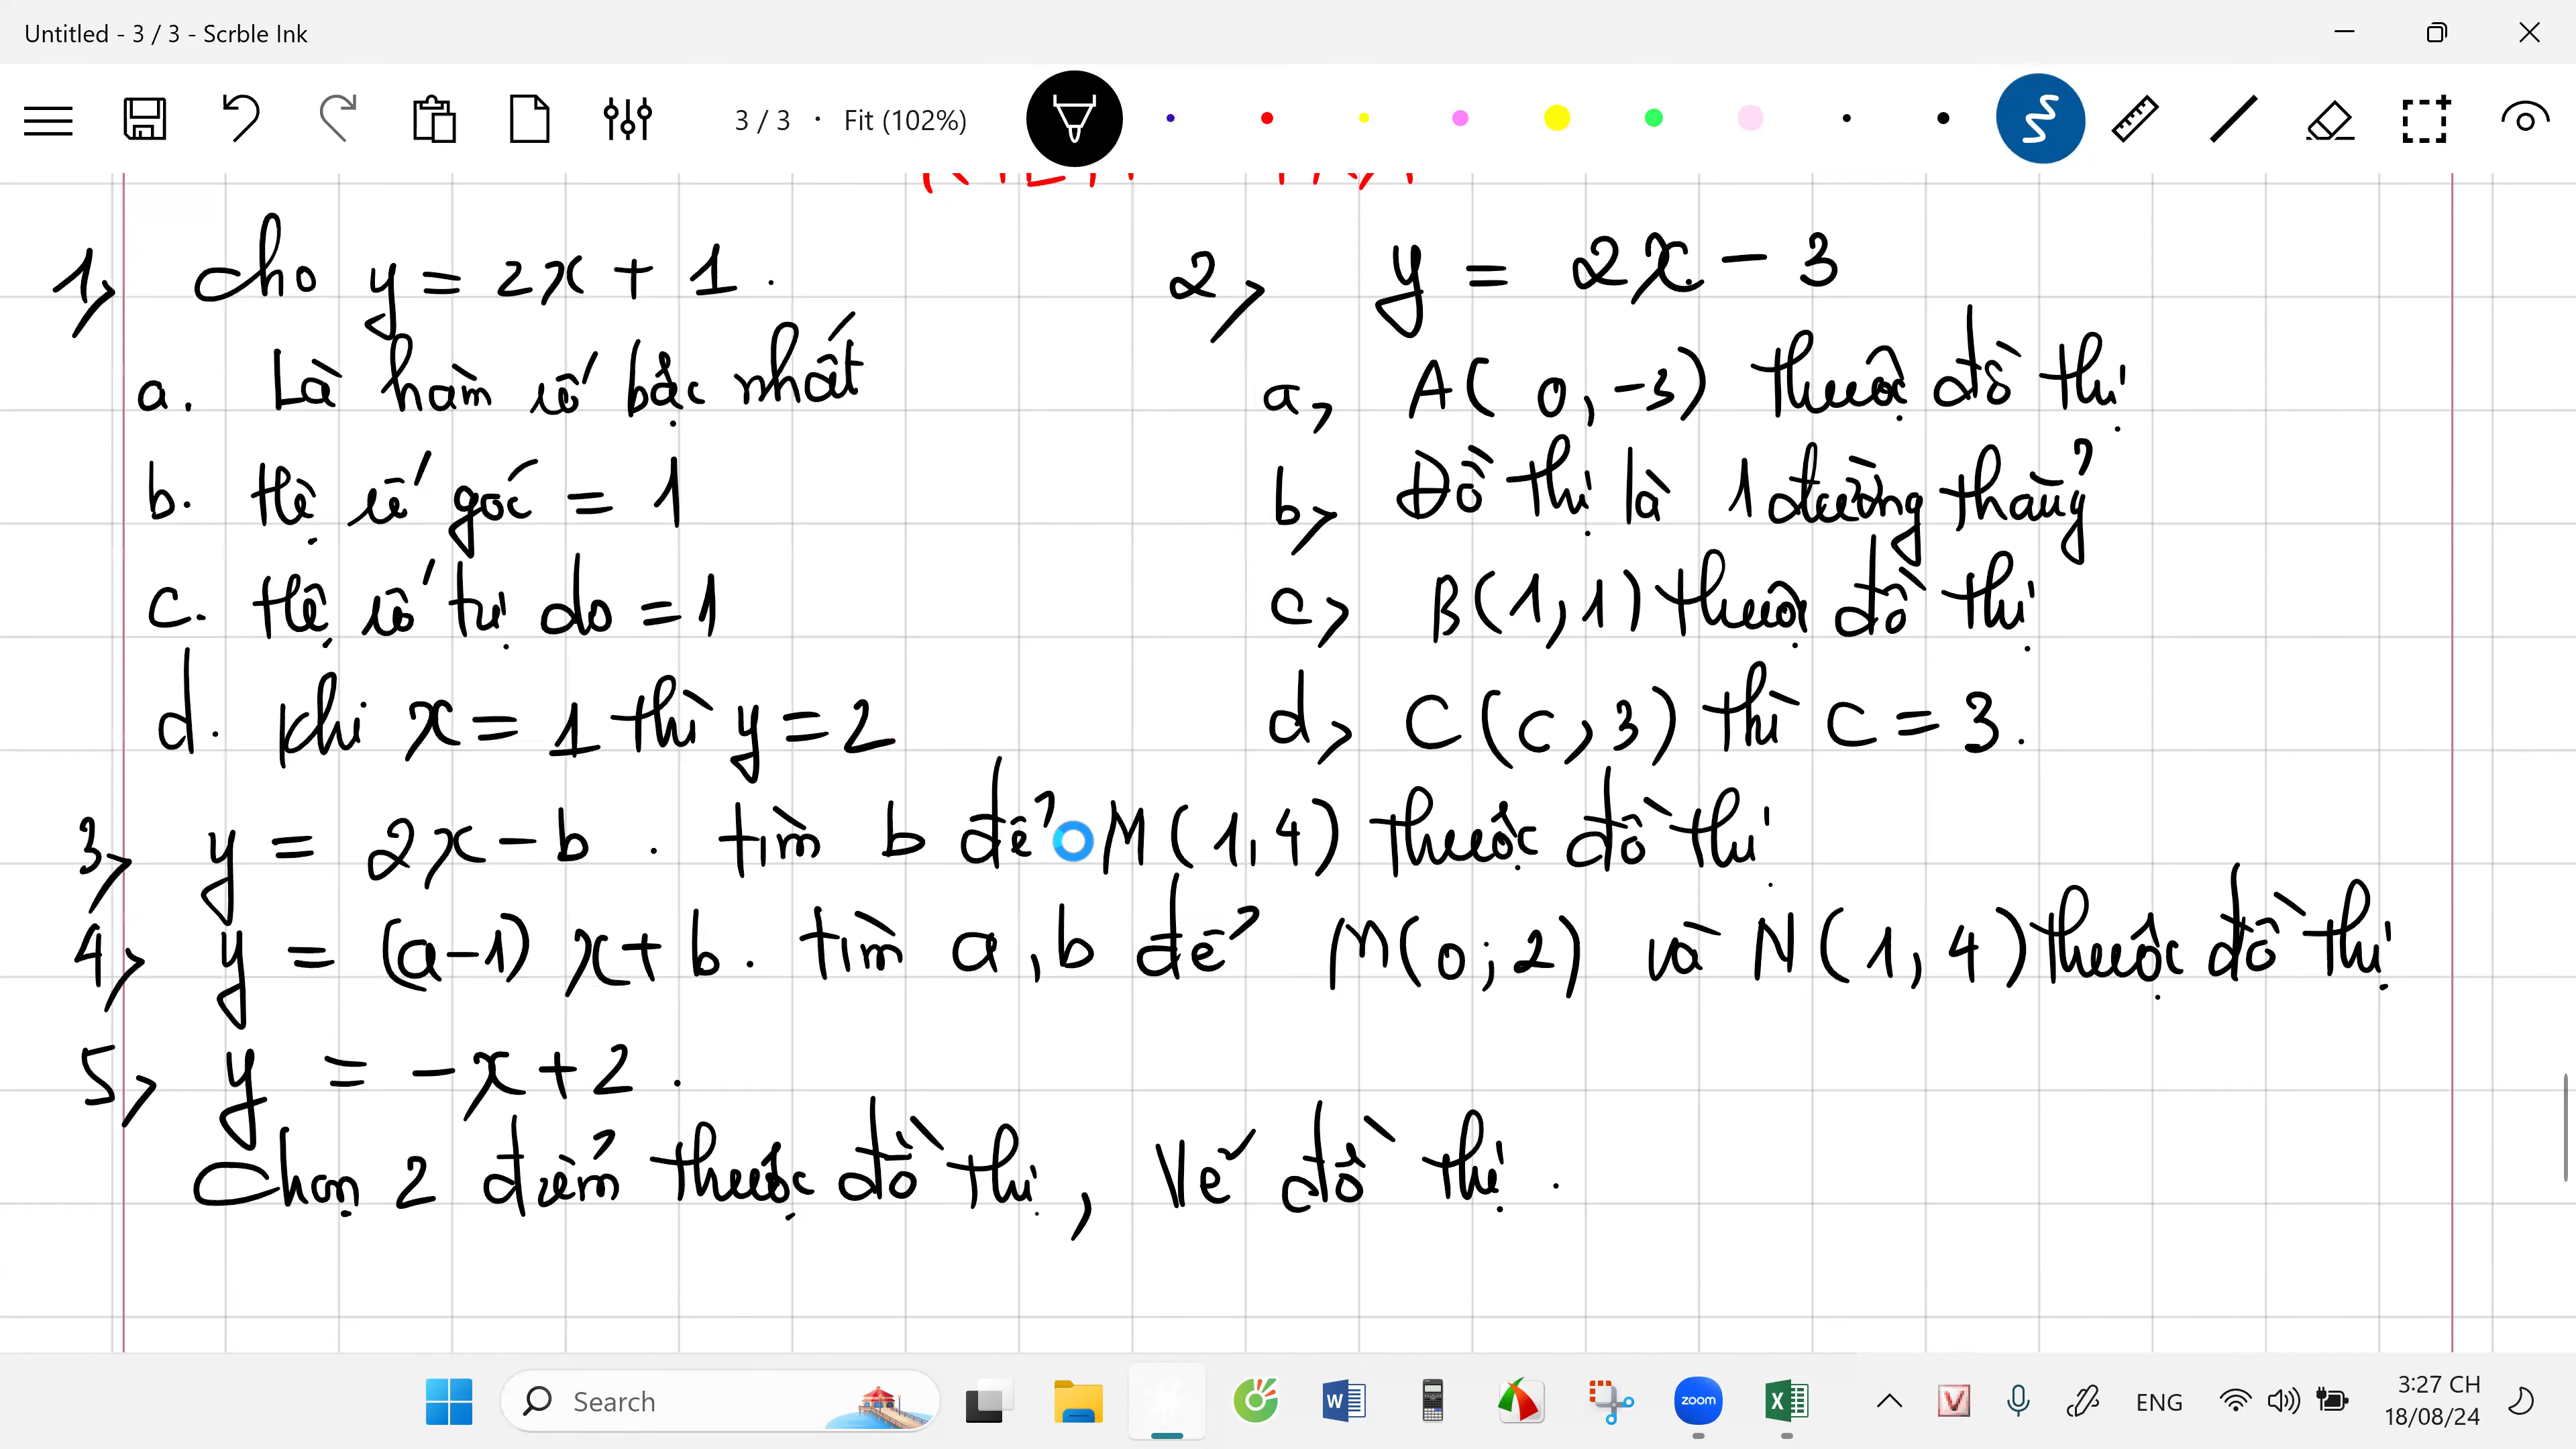 Untitled - 3 / 3 - Scrble Ink
3 / 3 · Fit (102%)
1, Cho y = 2x + 1.
a. Là hàm số bậc nhất
b. Hệ số góc = 1
c. Hệ số tự do = 1
d. Khi x = 1 thì y = 2
2, y = 2x - 3
a, A(0,-3) thuộc đồ thị
b, Đồ thị là 1 đường thẳng
c, B(1,1) thuộc đồ thị
d, C(c,3) thì c = 3.
3, y = 2x - b. tìm b để M(1,4) thuộc đồ thị
4, y = (a-1)x + b. tìm a,b để M(0;2) và N(1,4) thuộc đồ thị
5, y = -x + 2.
Chọn 2 điểm thuộc đồ thị, Vẽ đồ thị.
Search
zoom
ENG
3:27 CH
18/08/24